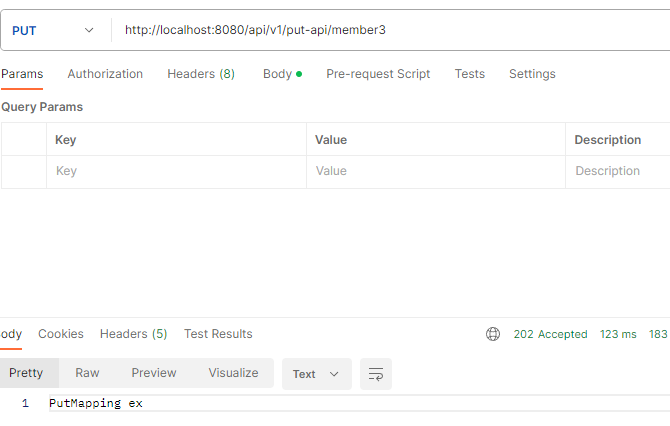 PUT http://localhost:8080/api/v1/put-api/member3
Params Authorization Headers (8) Body Pre-request Script Tests Settings
Query Params
Key Value Description
Key Value Description
ody Cookies Headers (5) Test Results 202 Accepted 123 ms 183
Pretty Raw Preview Visualize Text
1 PutMapping ex